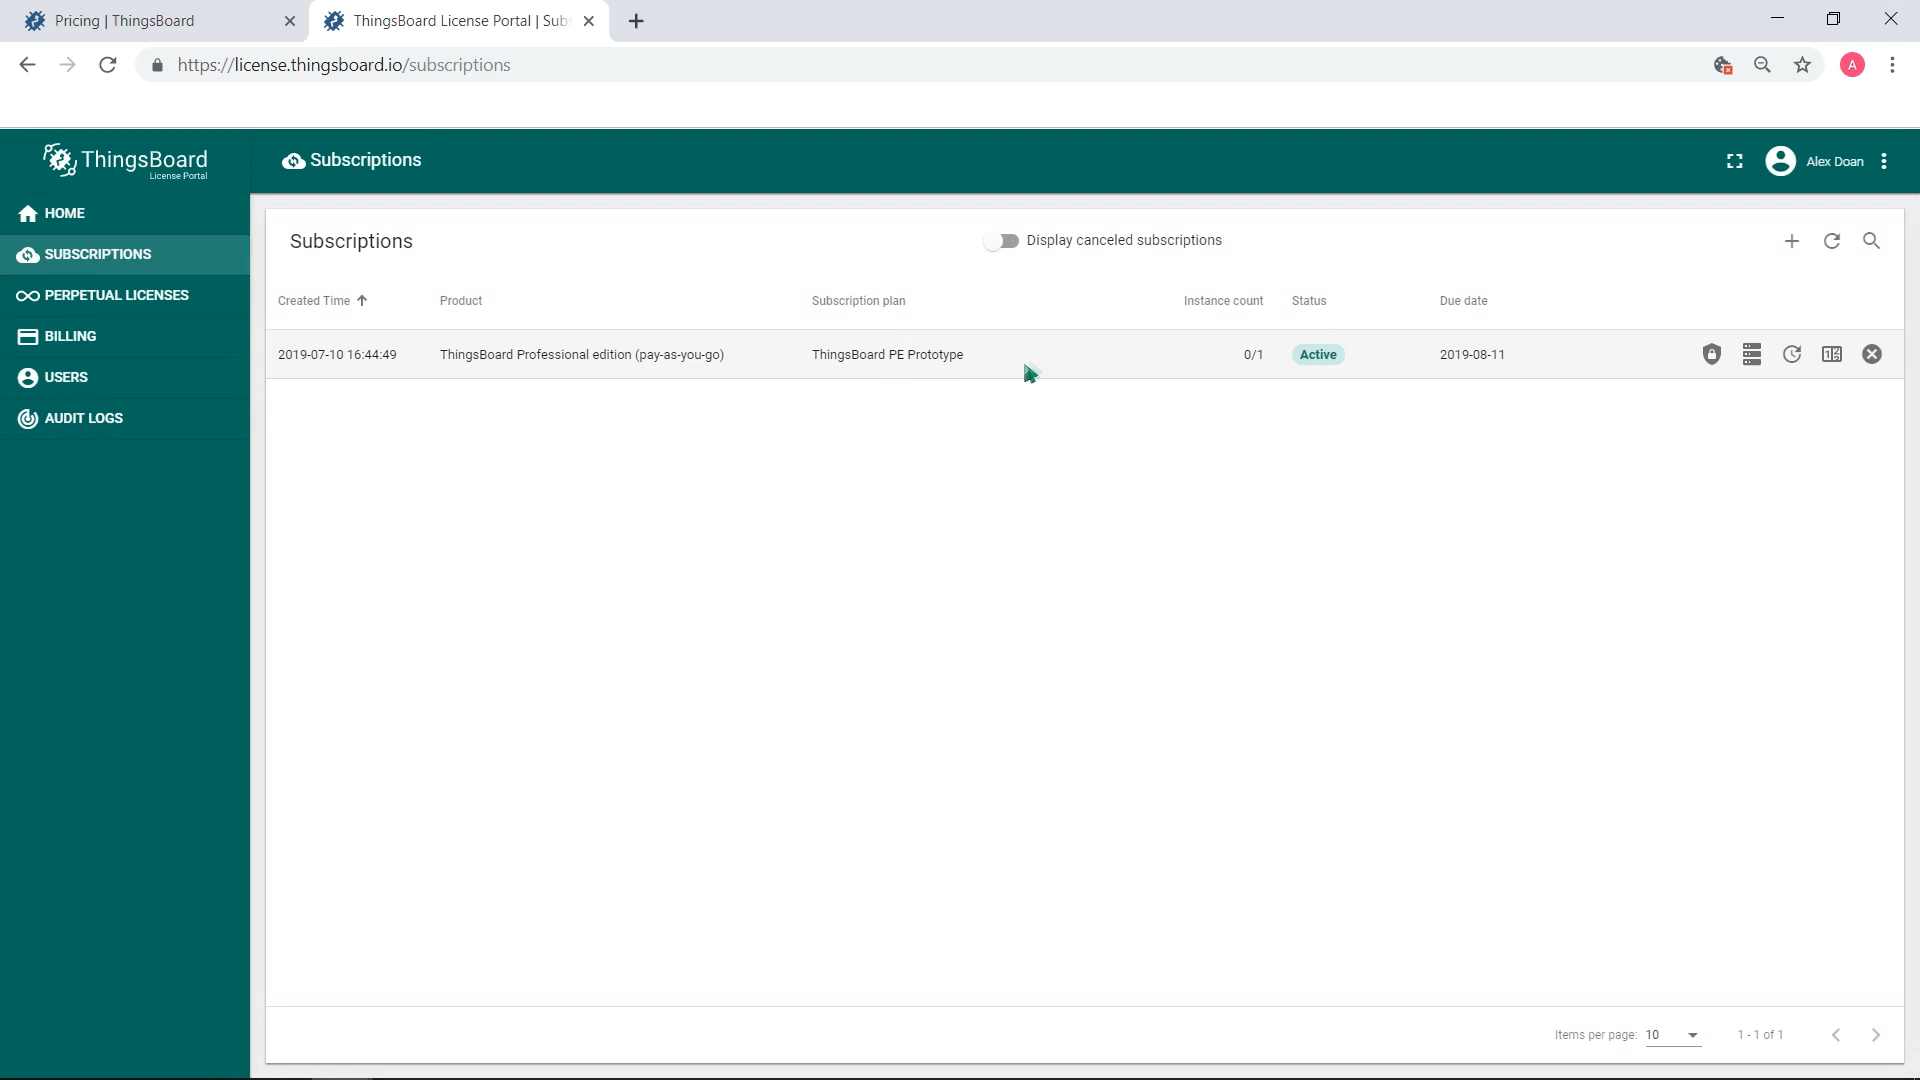 Pricing | ThingsBoard
ThingsBoard License Portal | Sub
https://license.thingsboard.io/subscriptions
A
ThingsBoard
License Portal
Subscriptions
Alex Doan
HOME
SUBSCRIPTIONS
PERPETUAL LICENSES
BILLING
USERS
AUDIT LOGS
Subscriptions
Display canceled subscriptions
Created Time Product Subscription plan Instance count Status Due date
2019-07-10 16:44:49 ThingsBoard Professional edition (pay-as-you-go) ThingsBoard PE Prototype 0/1 Active 2019-08-11
Items per page: 10 1 - 1 of 1